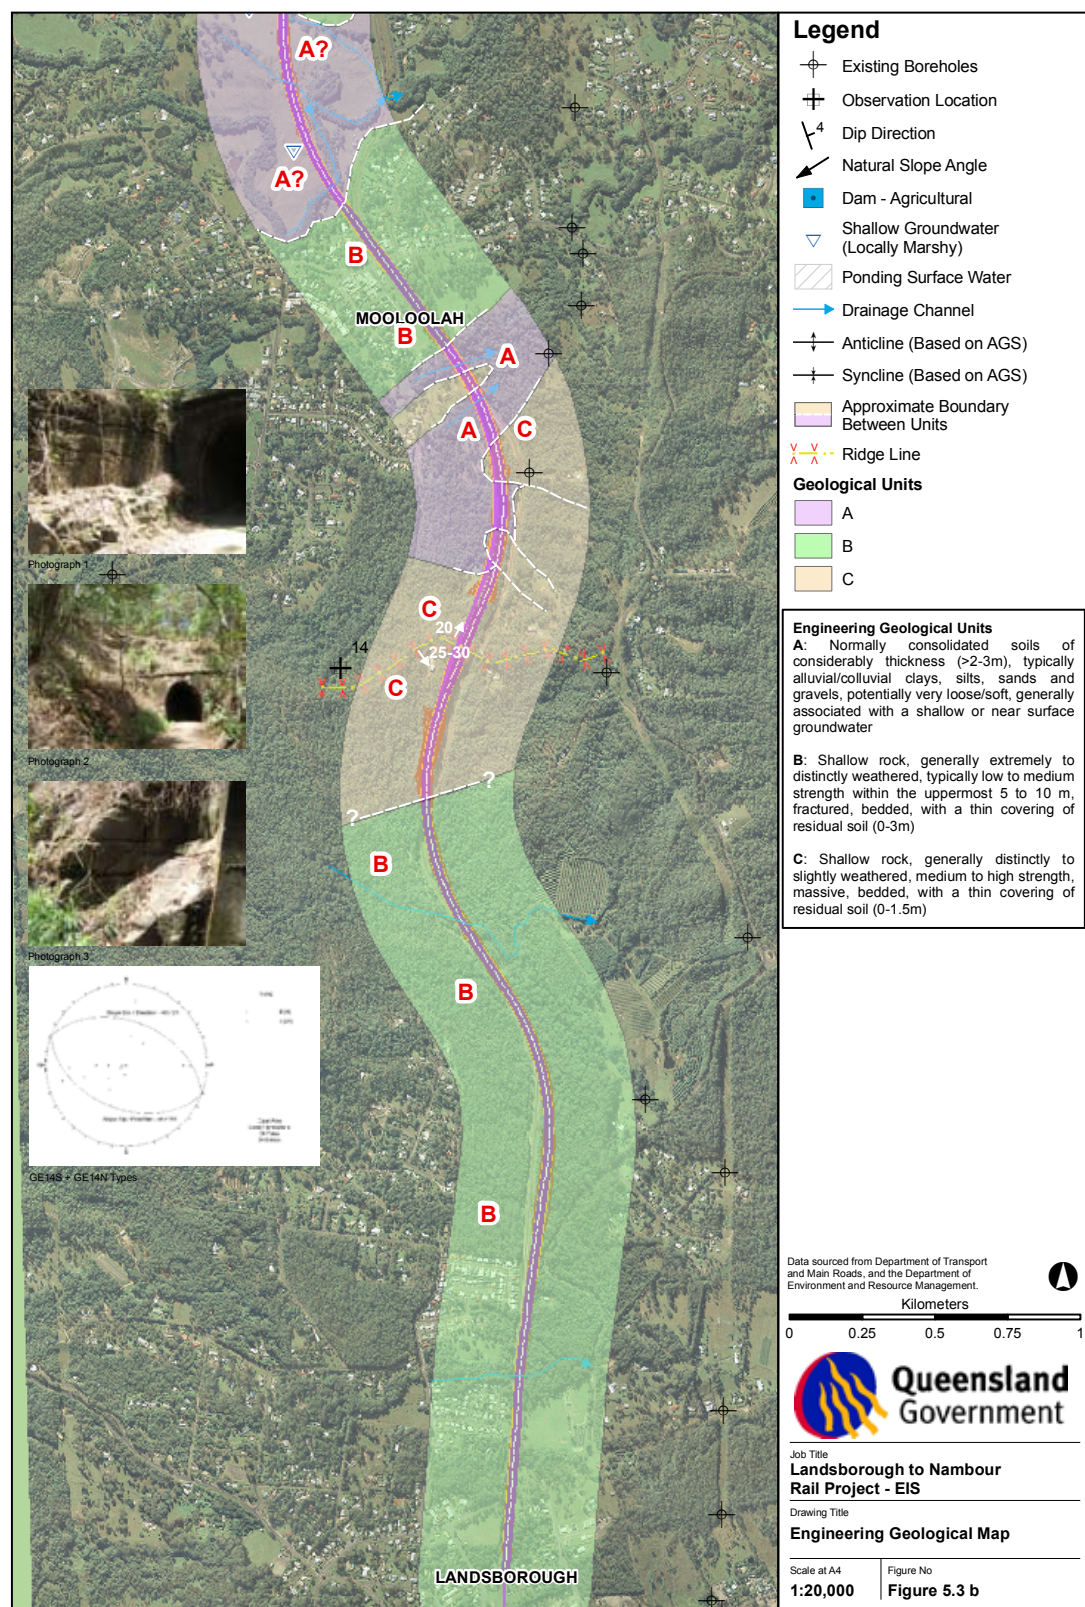 A?
A?
B
MOOLOOLAH
B
A
A
C
C
20
25-30
14
C
?
?
B
B
B
LANDSBOROUGH
Photograph 1
Photograph 2
Photograph 3
GE14S + GE14N Types
Legend
Existing Boreholes
Observation Location
4
Dip Direction
Natural Slope Angle
Dam - Agricultural
Shallow Groundwater
(Locally Marshy)
Ponding Surface Water
Drainage Channel
Anticline (Based on AGS)
Syncline (Based on AGS)
Approximate Boundary
Between Units
Ridge Line
Geological Units
A
B
C
Engineering Geological Units
A: Normally consolidated soils of
considerably thickness (>2-3m), typically
alluvial/colluvial clays, silts, sands and
gravels, potentially very loose/soft, generally
associated with a shallow or near surface
groundwater
B: Shallow rock, generally extremely to
distinctly weathered, typically low to medium
strength within the uppermost 5 to 10 m,
fractured, bedded, with a thin covering of
residual soil (0-3m)
C: Shallow rock, generally distinctly to
slightly weathered, medium to high strength,
massive, bedded, with a thin covering of
residual soil (0-1.5m)
Data sourced from Department of Transport
and Main Roads, and the Department of
Environment and Resource Management.
Kilometers
0 0.25 0.5 0.75 1
Queensland
Government
Job Title
Landsborough to Nambour
Rail Project - EIS
Drawing Title
Engineering Geological Map
Scale at A4
1:20,000
Figure No
Figure 5.3 b